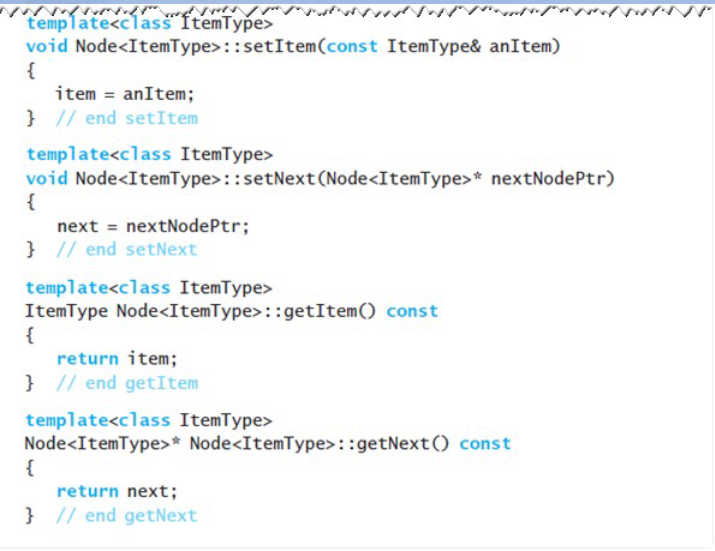 template<class ItemType>
void Node<ItemType>::setItem(const ItemType& anItem)
{
item = anItem;
} // end setItem
template<class ItemType>
void Node<ItemType>::setNext(Node<ItemType>* nextNodePtr)
{
next = nextNodePtr;
} // end setNext
template<class ItemType>
ItemType Node<ItemType>::getItem() const
{
return item;
} // end getItem
template<class ItemType>
Node<ItemType>* Node<ItemType>::getNext() const
{
return next;
} // end getNext